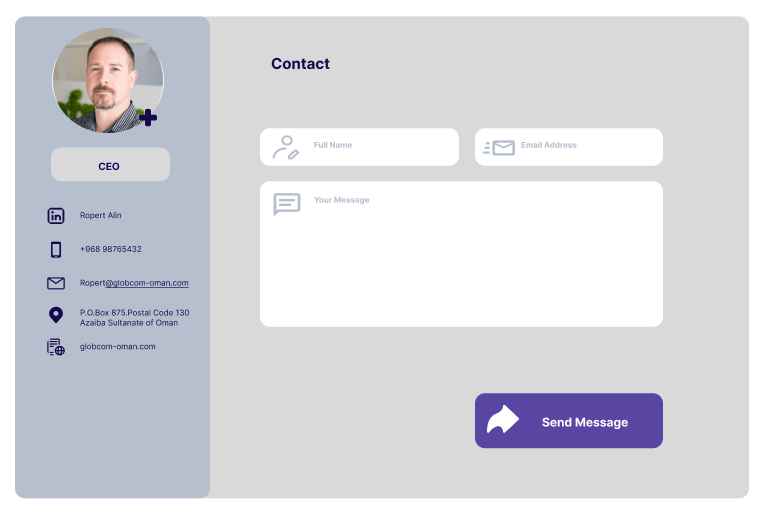 Contact
CEO
Ropert Alin
+968 98765432
Ropert@globcom-oman.com
P.O.Box 875.Postal Code 130
Azaiba Sultanate of Oman
globcom-oman.com
Full Name
Email Address
Your Message
Send Message